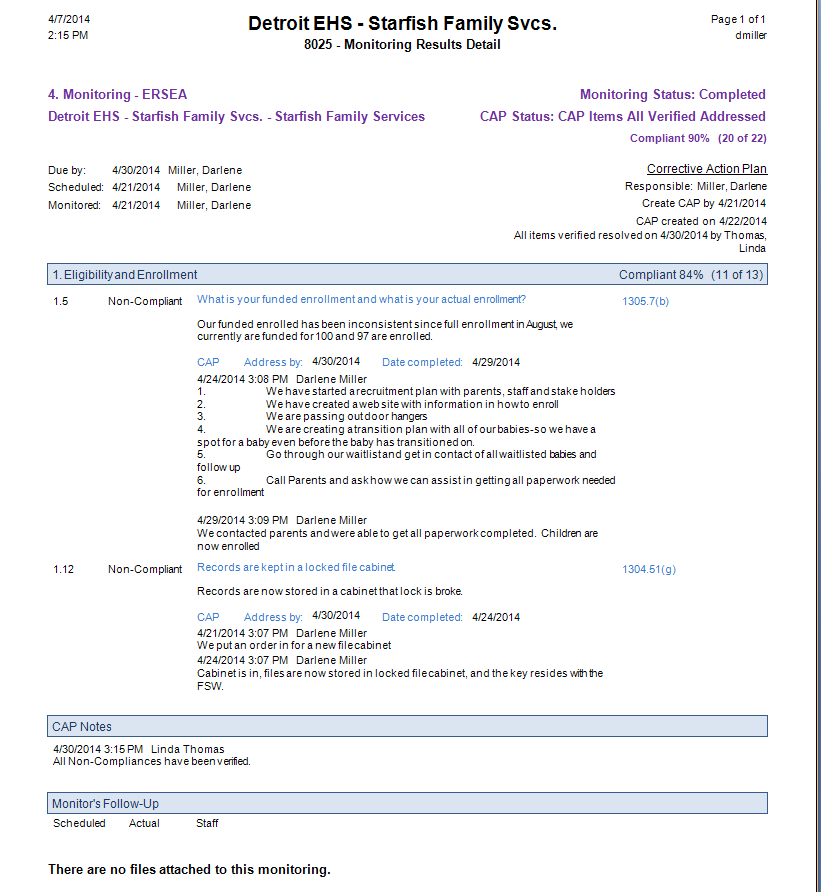 4/7/2014
2:15 PM
Detroit EHS - Starfish Family Svcs.
8025 - Monitoring Results Detail
Page 1 of 1
dmiller
4. Monitoring - ERSEA
Monitoring Status: Completed
Detroit EHS - Starfish Family Svcs. - Starfish Family Services
CAP Status: CAP Items All Verified Addressed
Compliant 90% (20 of 22)
Due by: 4/30/2014 Miller, Darlene
Scheduled: 4/21/2014 Miller, Darlene
Monitored: 4/21/2014 Miller, Darlene
Corrective Action Plan
Responsible: Miller, Darlene
Create CAP by 4/21/2014
CAP created on 4/22/2014
All items verified resolved on 4/30/2014 by Thomas,
Linda
1. Eligibility and Enrollment Compliant 84% (11 of 13)
1.5 Non-Compliant What is your funded enrollment and what is your actual enrollment? 1305.7(b)
Our funded enrolled has been inconsistent since full enrollment in August, we
currently are funded for 100 and 97 are enrolled.
CAP Address by: 4/30/2014 Date completed: 4/29/2014
4/24/2014 3:08 PM Darlene Miller
1. We have started a recruitment plan with parents, staff and stake holders
2. We have created a web site with information in how to enroll
3. We are passing out door hangers
4. We are creating a transition plan with all of our babies-so we have a
spot for a baby even before the baby has transitioned on.
5. Go through our waitlist and get in contact of all waitlisted babies and
follow up
6. Call Parents and ask how we can assist in getting all paperwork needed
for enrollment
4/29/2014 3:09 PM Darlene Miller
We contacted parents and were able to get all paperwork completed. Children are
now enrolled
1.12 Non-Compliant Records are kept in a locked file cabinet. 1304.51(g)
Records are now stored in a cabinet that lock is broke.
CAP Address by: 4/30/2014 Date completed: 4/24/2014
4/21/2014 3:07 PM Darlene Miller
We put an order in for a new file cabinet
4/24/2014 3:07 PM Darlene Miller
Cabinet is in, files are now stored in locked file cabinet, and the key resides with the
FSW.
CAP Notes
4/30/2014 3:15 PM Linda Thomas
All Non-Compliances have been verified.
Monitor's Follow-Up
Scheduled Actual Staff
There are no files attached to this monitoring.